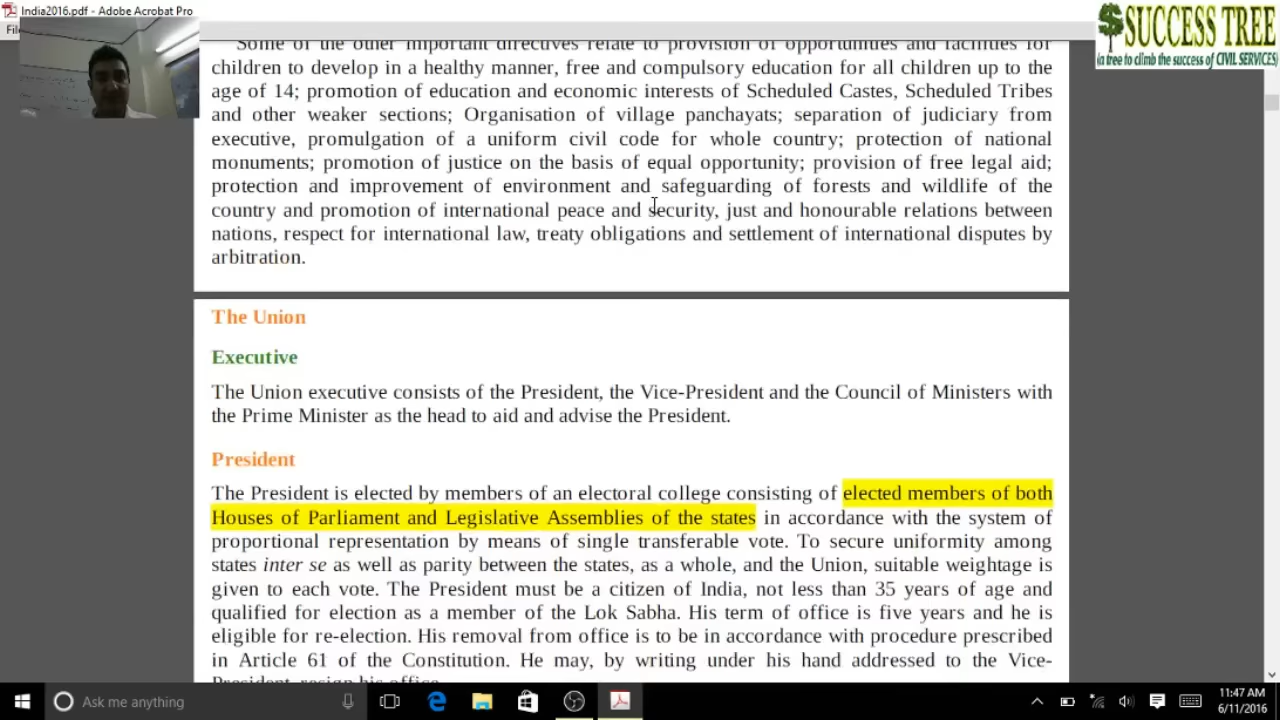 India2016.pdf - Adobe Acrobat Pro
SUCCESS TREE
(a tree to climb the success of CIVIL SERVICES)
Some of the other important directives relate to provision of opportunities and facilities for
children to develop in a healthy manner, free and compulsory education for all children up to the
age of 14; promotion of education and economic interests of Scheduled Castes, Scheduled Tribes
and other weaker sections; Organisation of village panchayats; separation of judiciary from
executive, promulgation of a uniform civil code for whole country; protection of national
monuments; promotion of justice on the basis of equal opportunity; provision of free legal aid;
protection and improvement of environment and safeguarding of forests and wildlife of the
country and promotion of international peace and security, just and honourable relations between
nations, respect for international law, treaty obligations and settlement of international disputes by
arbitration.
The Union
Executive
The Union executive consists of the President, the Vice-President and the Council of Ministers with
the Prime Minister as the head to aid and advise the President.
President
The President is elected by members of an electoral college consisting of elected members of both
Houses of Parliament and Legislative Assemblies of the states in accordance with the system of
proportional representation by means of single transferable vote. To secure uniformity among
states inter se as well as parity between the states, as a whole, and the Union, suitable weightage is
given to each vote. The President must be a citizen of India, not less than 35 years of age and
qualified for election as a member of the Lok Sabha. His term of office is five years and he is
eligible for re-election. His removal from office is to be in accordance with procedure prescribed
in Article 61 of the Constitution. He may, by writing under his hand addressed to the Vice-
President, resign his office.
Ask me anything
11:47 AM
6/11/2016